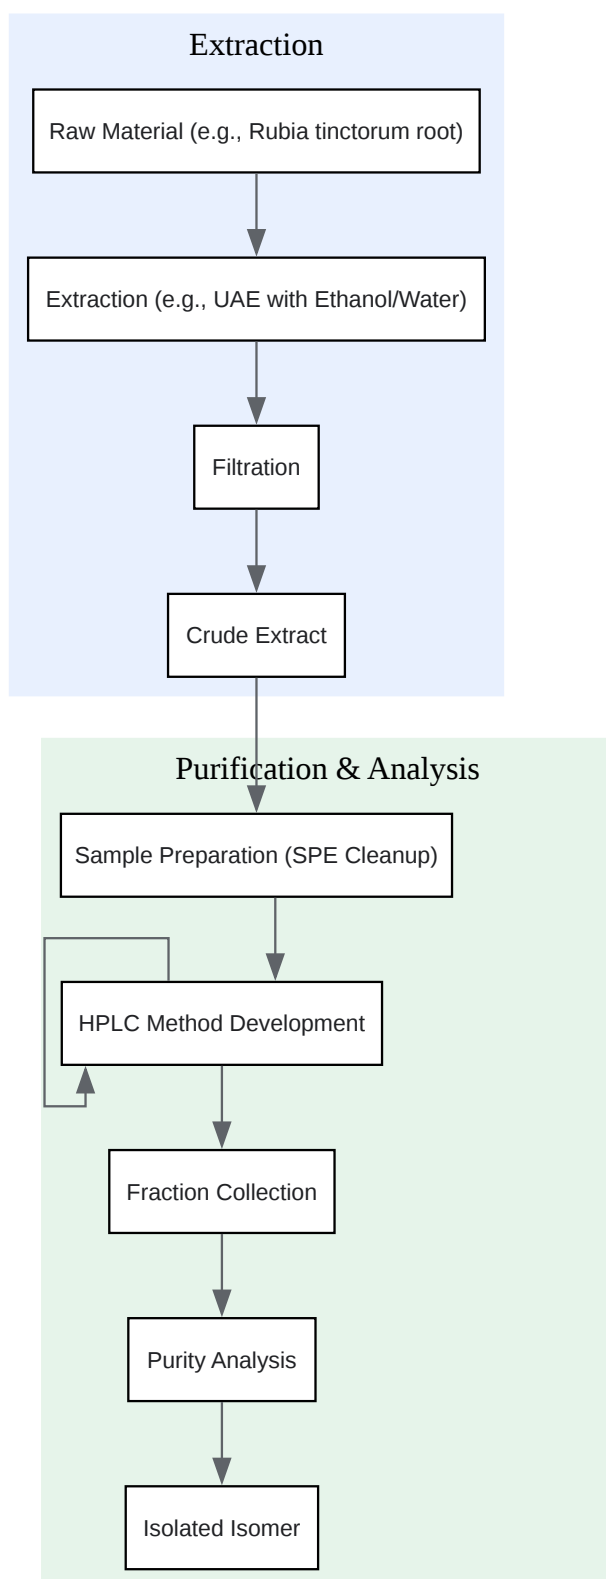 Extraction
Raw Material (e.g., Rubia tinctorum root)
Extraction (e.g., UAE with Ethanol/Water)
Filtration
Crude Extract
Purification & Analysis
Sample Preparation (SPE Cleanup)
HPLC Method Development
Fraction Collection
Purity Analysis
Isolated Isomer